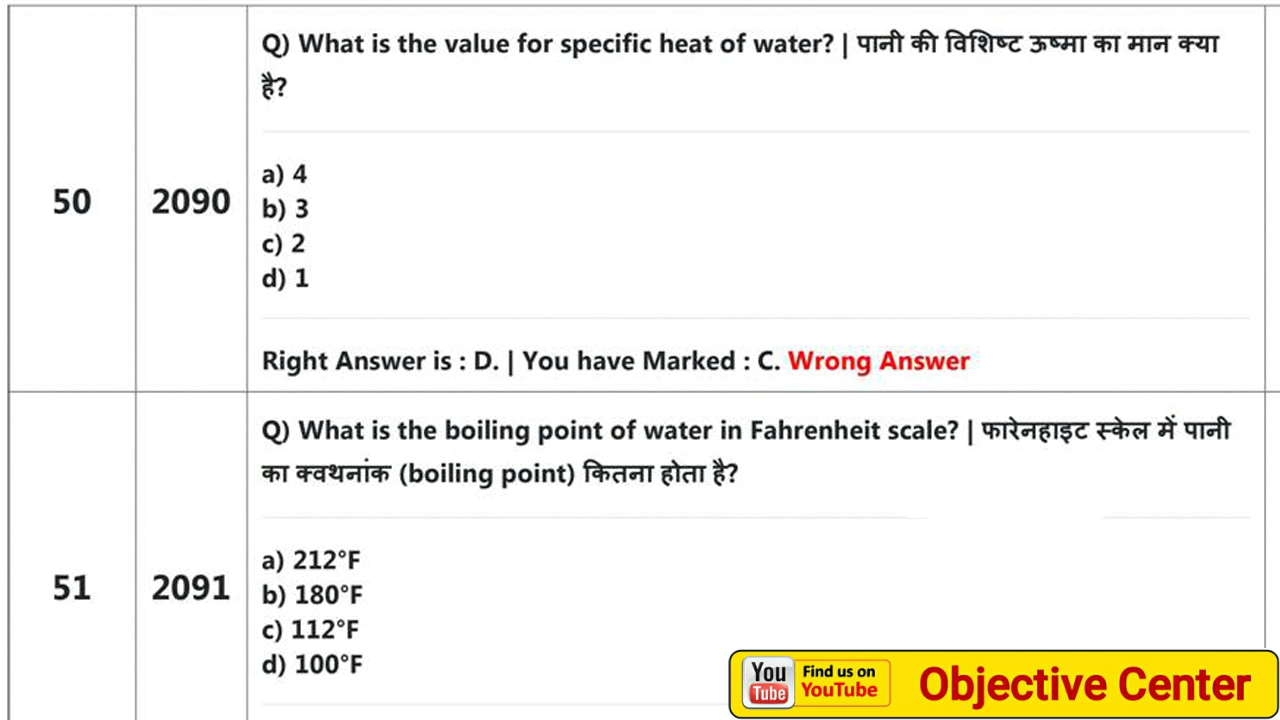 Q) What is the value for specific heat of water? | पानी की विशिष्ट ऊष्मा का मान क्या
है?
50
2090
a) 4
b) 3
c) 2
d) 1
Right Answer is : D. | You have Marked : C. Wrong Answer
Q) What is the boiling point of water in Fahrenheit scale? | फारेनहाइट स्केल में पानी
का क्वथनांक (boiling point) कितना होता है?
51
2091
a) 212°F
b) 180°F
c) 112°F
d) 100°F
You
Tube
Find us on
YouTube
Objective Center